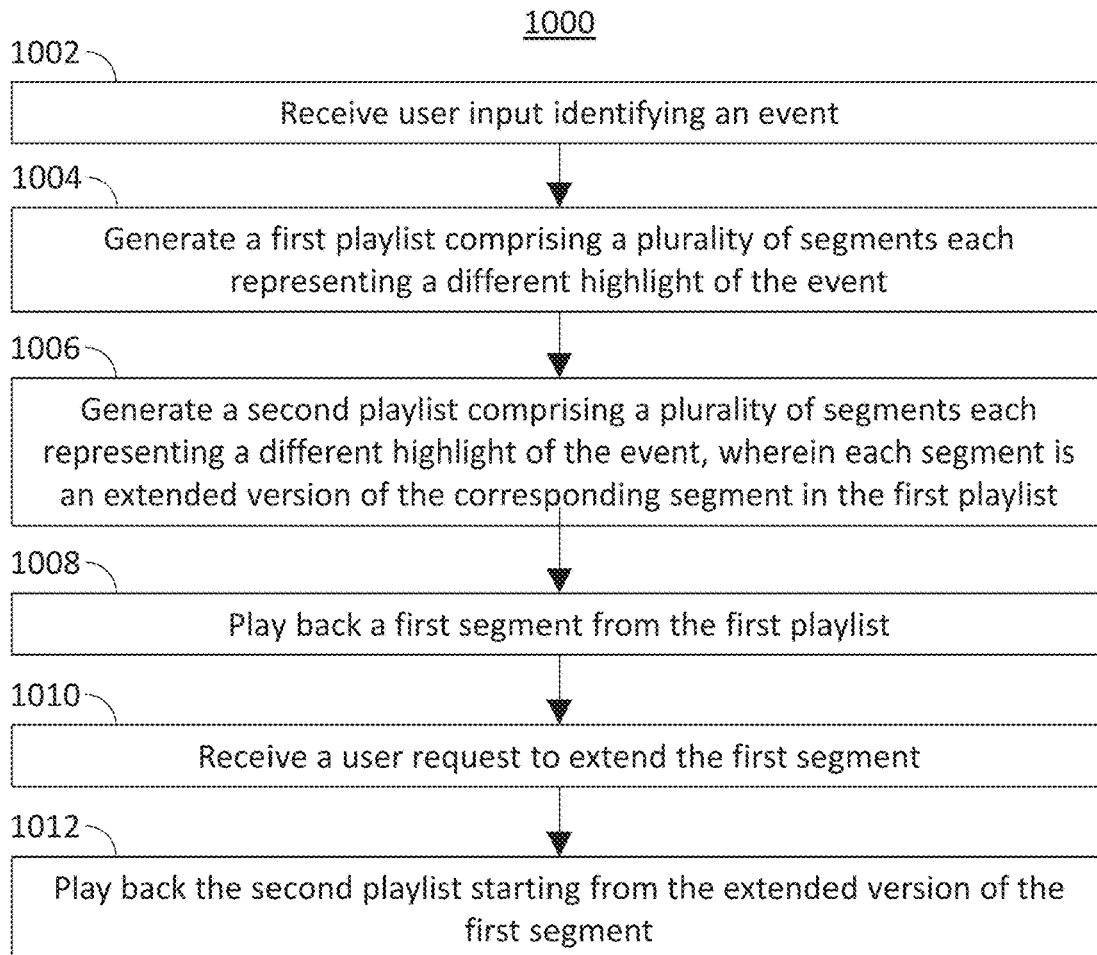 1000
1002
Receive user input identifying an event
1004
Generate a first playlist comprising a plurality of segments each
representing a different highlight of the event
1006
Generate a second playlist comprising a plurality of segments each
representing a different highlight of the event, wherein each segment is
an extended version of the corresponding segment in the first playlist
1008
Play back a first segment from the first playlist
1010
Receive a user request to extend the first segment
1012
Play back the second playlist starting from the extended version of the
first segment